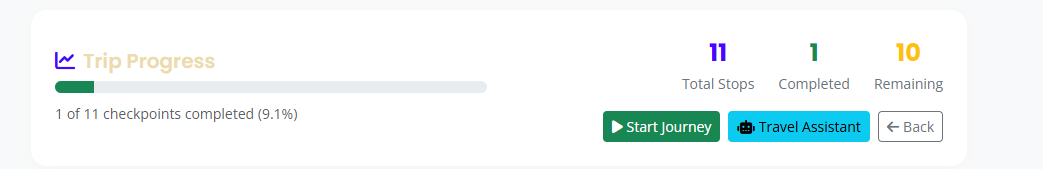 Trip Progress
1 of 11 checkpoints completed (9.1%)
11
Total Stops
1
Completed
10
Remaining
Start Journey
Travel Assistant
Back